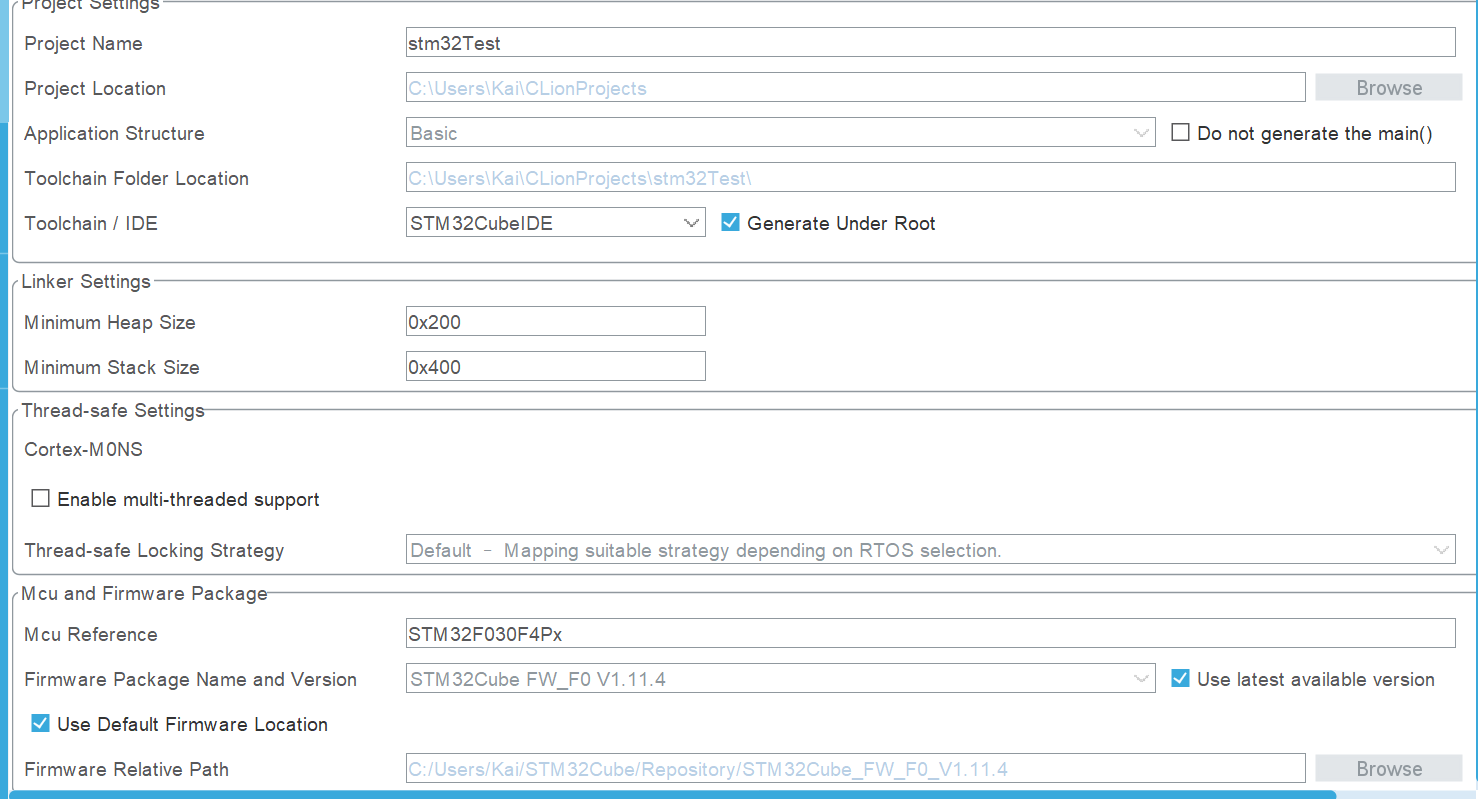 Project Settings
Project Name stm32Test
Project Location C:\Users\Kai\CLionProjects Browse
Application Structure Basic Do not generate the main()
Toolchain Folder Location C:\Users\Kai\CLionProjects\stm32Test\
Toolchain / IDE STM32CubeIDE Generate Under Root
Linker Settings
Minimum Heap Size 0x200
Minimum Stack Size 0x400
Thread-safe Settings
Cortex-M0NS
Enable multi-threaded support
Thread-safe Locking Strategy Default - Mapping suitable strategy depending on RTOS selection.
Mcu and Firmware Package
Mcu Reference STM32F030F4Px
Firmware Package Name and Version STM32Cube FW_F0 V1.11.4 Use latest available version
Use Default Firmware Location
Firmware Relative Path C:/Users/Kai/STM32Cube/Repository/STM32Cube_FW_F0_V1.11.4 Browse